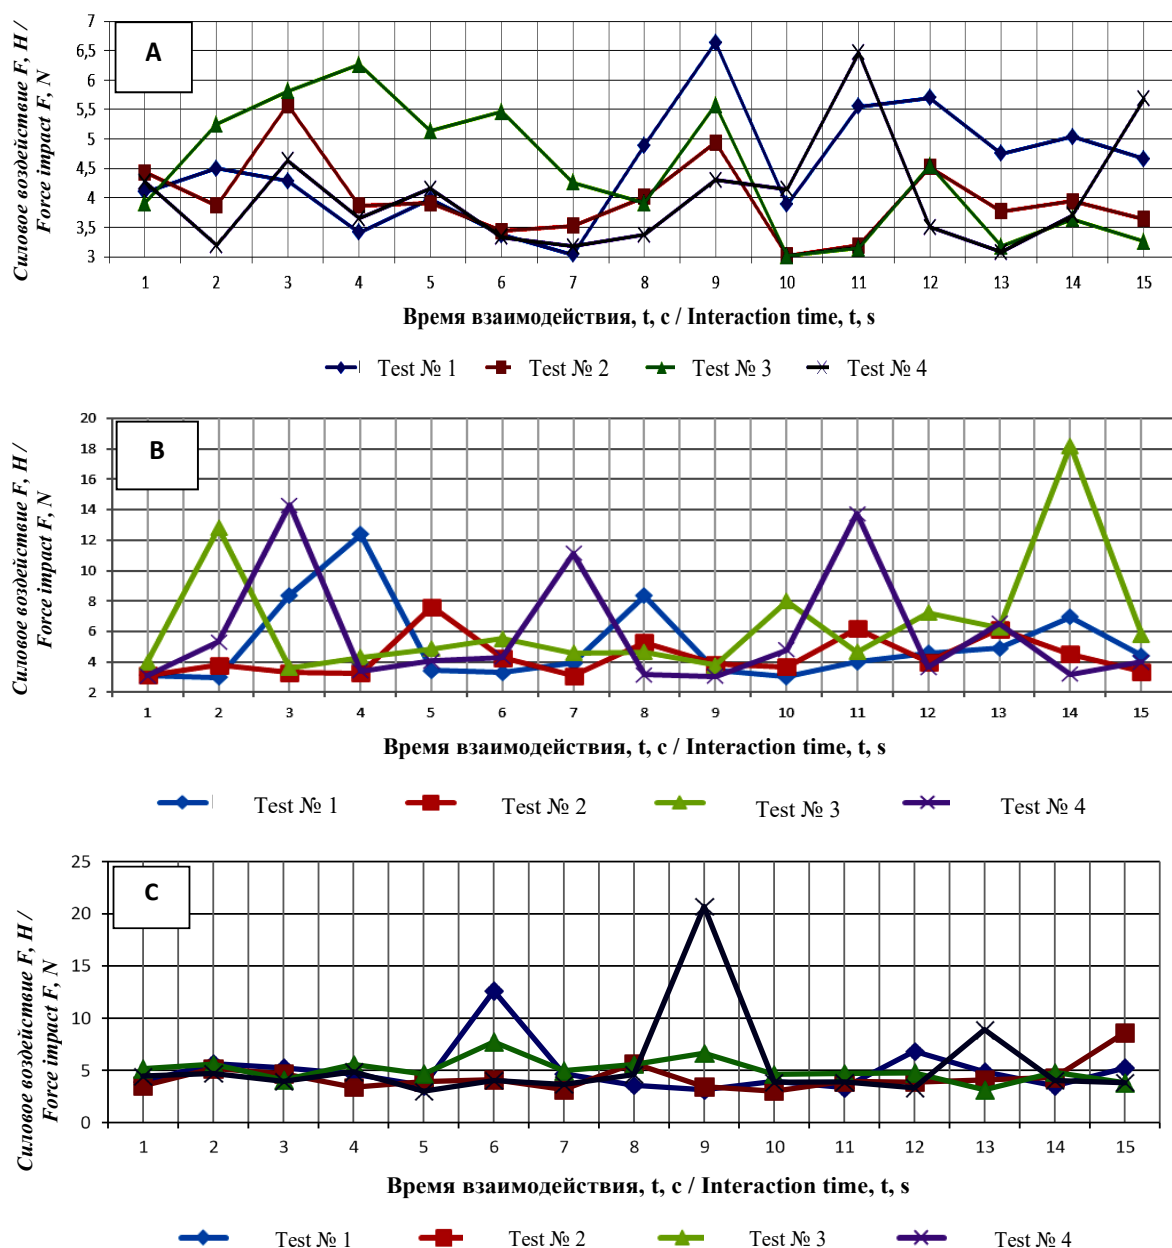 Силовое воздействие F, Н /
Force impact F, N
7
6,5
6
5,5
5
4,5
4
3,5
3
A
1 2 3 4 5 6 7 8 9 10 11 12 13 14 15
Время взаимодействия, t, с / Interaction time, t, s
Test № 1 Test № 2 Test № 3 Test № 4
Силовое воздействие F, Н /
Force impact F, N
20
18
16
14
12
10
8
6
4
2
B
1 2 3 4 5 6 7 8 9 10 11 12 13 14 15
Время взаимодействия, t, с / Interaction time, t, s
Test № 1 Test № 2 Test № 3 Test № 4
Силовое воздействие F, Н /
Force impact F, N
25
20
15
10
5
0
C
1 2 3 4 5 6 7 8 9 10 11 12 13 14 15
Время взаимодействия, t, с / Interaction time, t, s
Test № 1 Test № 2 Test № 3 Test № 4